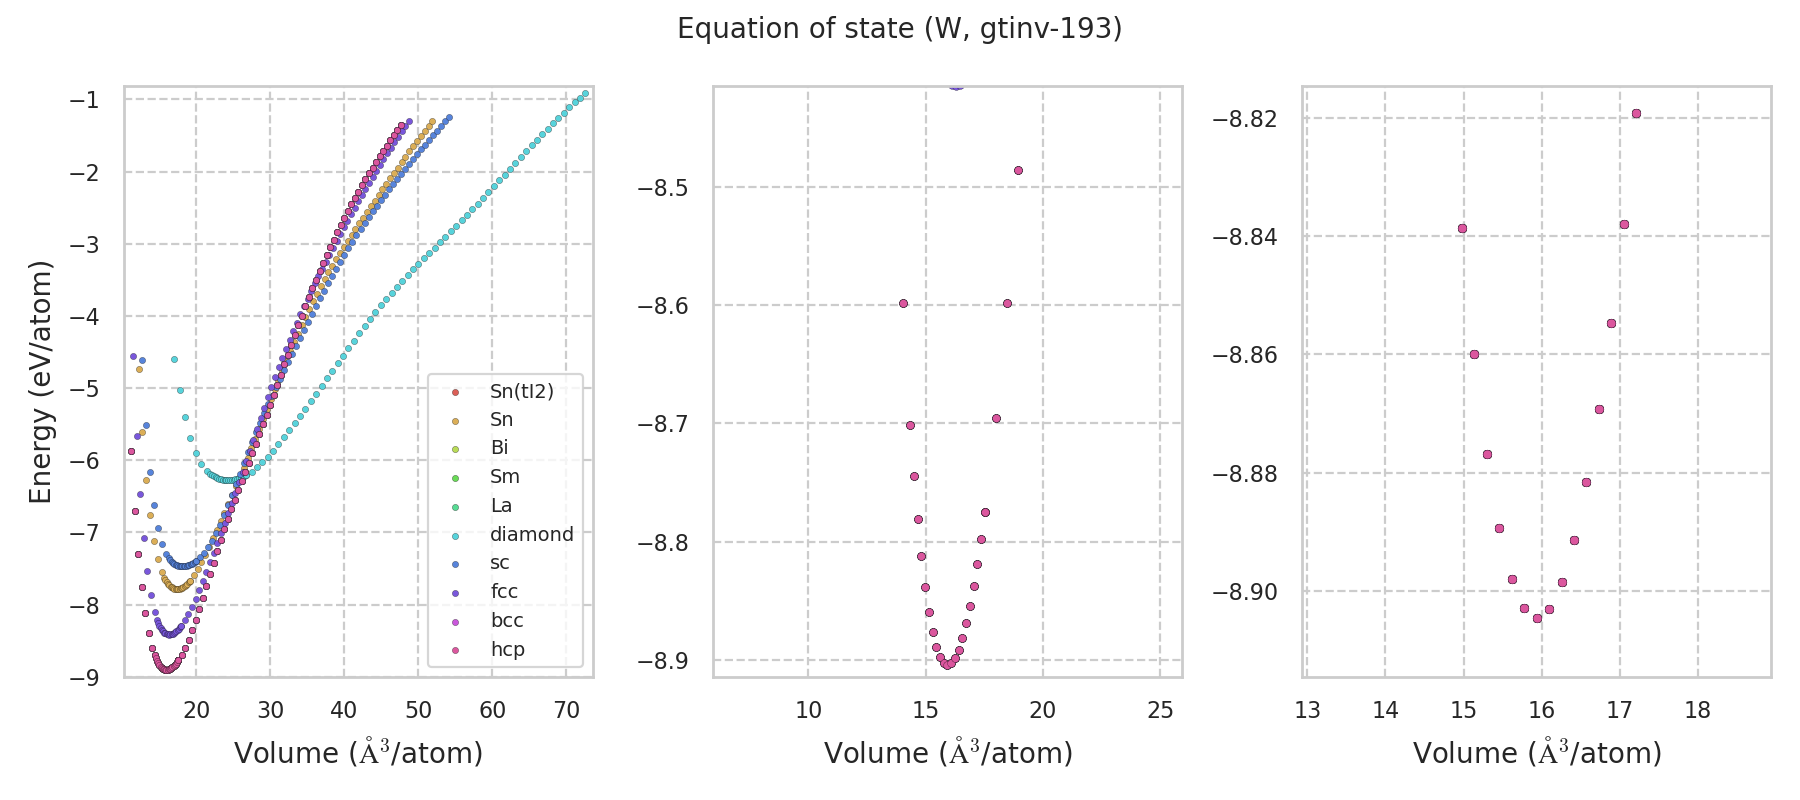 Equation of state (W, gtinv-193)
Energy (eV/atom)
−1
−2
−3
−4
−5
−6
−7
−8
−9
20 30 40 50 60 70
Volume (Å³/atom)
Sn(tI2)
Sn
Bi
Sm
La
diamond
sc
fcc
bcc
hcp
−8.5
−8.6
−8.7
−8.8
−8.9
10 15 20 25
Volume (Å³/atom)
−8.82
−8.84
−8.86
−8.88
−8.90
13 14 15 16 17 18
Volume (Å³/atom)